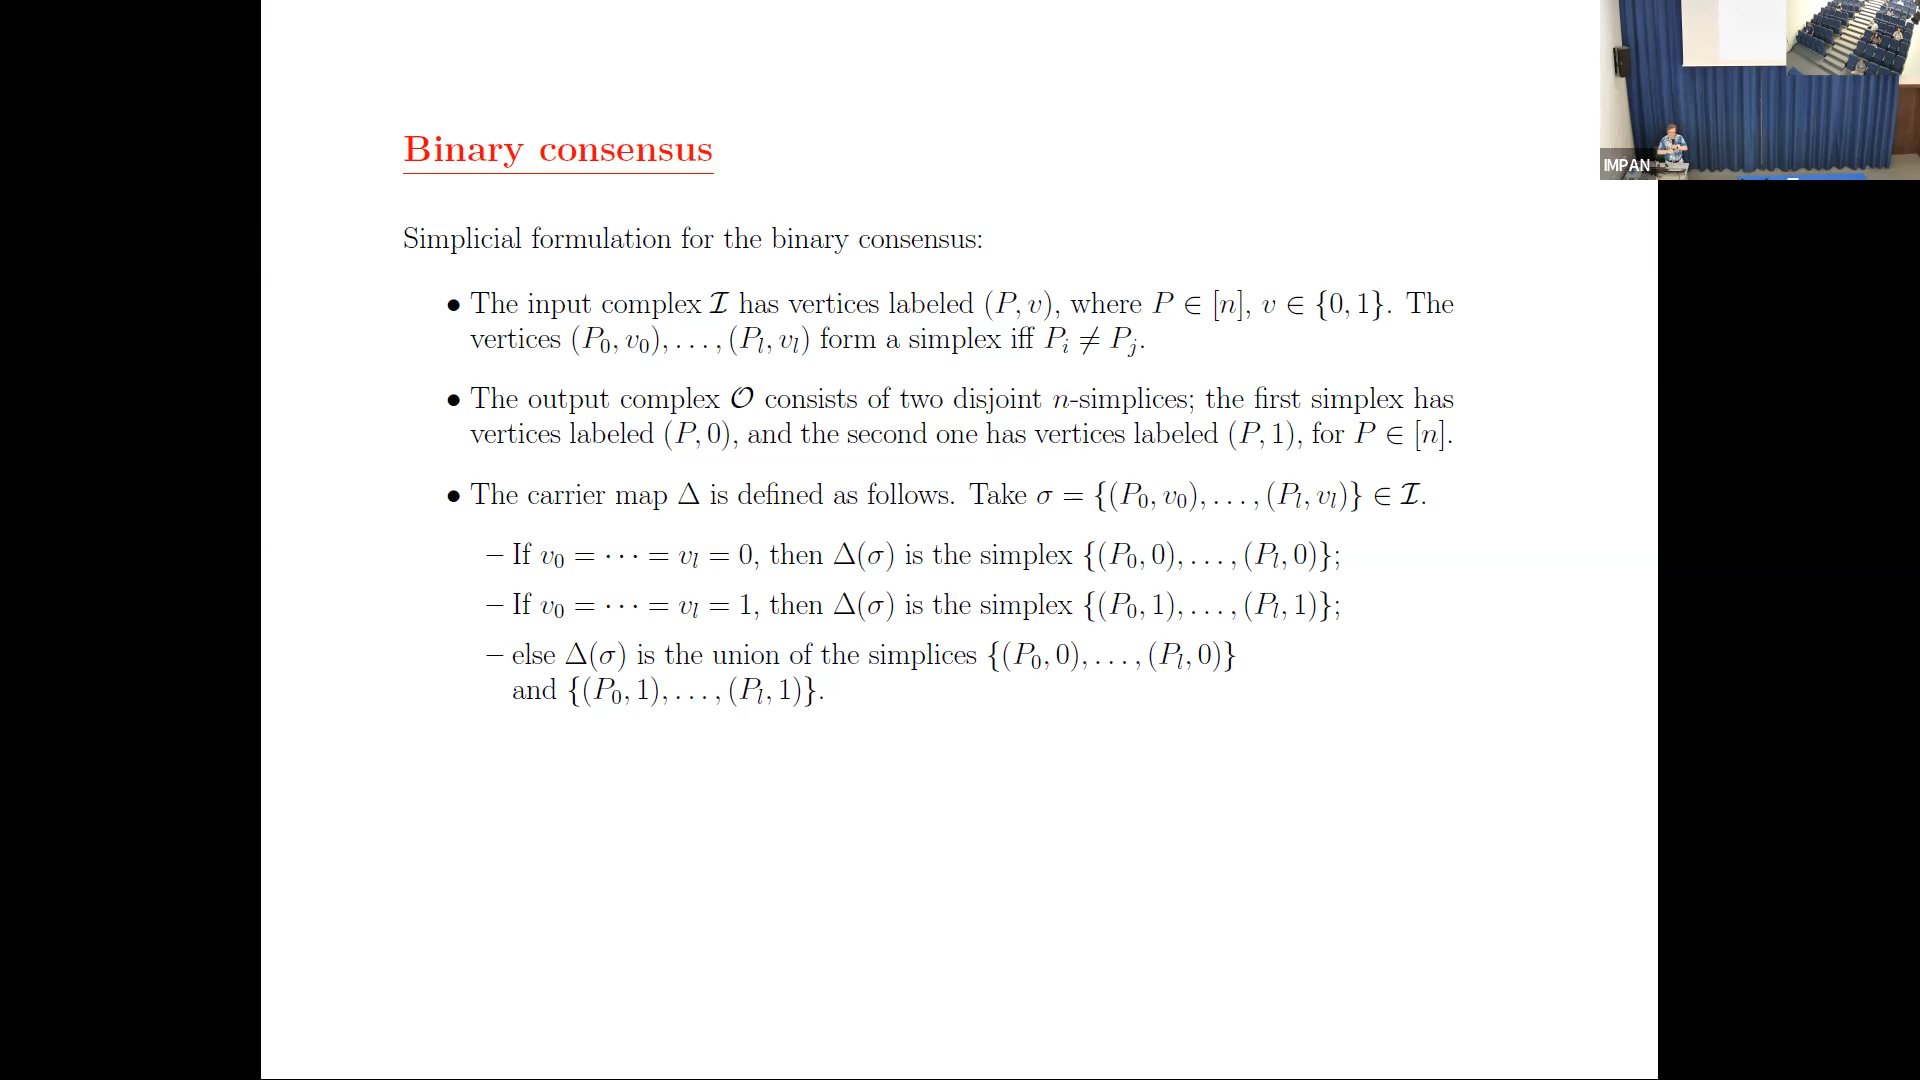 Binary consensus
Simplicial formulation for the binary consensus:
• The input complex 𝓘 has vertices labeled (P, v), where P ∈ [n], v ∈ {0, 1}. The
vertices (P₀, v₀), . . . , (Pₗ, vₗ) form a simplex iff Pᵢ ≠ Pⱼ.
• The output complex 𝓞 consists of two disjoint n-simplices; the first simplex has
vertices labeled (P, 0), and the second one has vertices labeled (P, 1), for P ∈ [n].
• The carrier map Δ is defined as follows. Take σ = {(P₀, v₀), . . . , (Pₗ, vₗ)} ∈ 𝓘.
– If v₀ = · · · = vₗ = 0, then Δ(σ) is the simplex {(P₀, 0), . . . , (Pₗ, 0)};
– If v₀ = · · · = vₗ = 1, then Δ(σ) is the simplex {(P₀, 1), . . . , (Pₗ, 1)};
– else Δ(σ) is the union of the simplices {(P₀, 0), . . . , (Pₗ, 0)}
and {(P₀, 1), . . . , (Pₗ, 1)}.
IMPAN